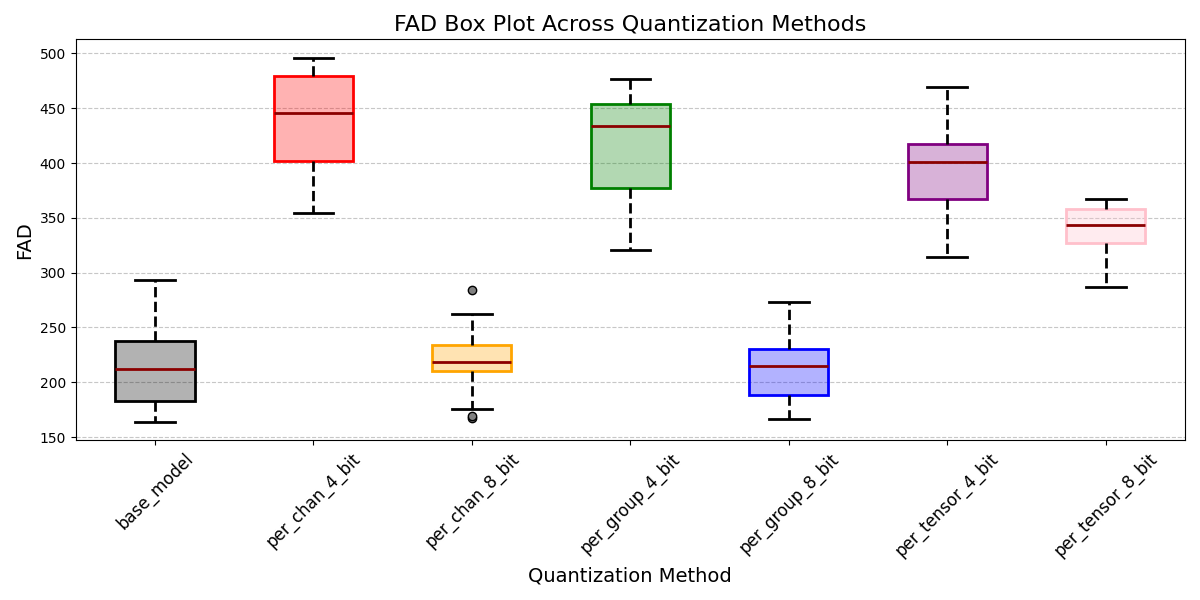 FAD Box Plot Across Quantization Methods
500
450
400
350
300
250
200
150
FAD
base_model
per_chan_4_bit
per_chan_8_bit
per_group_4_bit
per_group_8_bit
per_tensor_4_bit
per_tensor_8_bit
Quantization Method